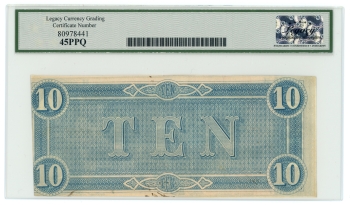 Legacy Currency Grading
Certificate Number
80978441
45PPQ
10 10
TEN
10 10